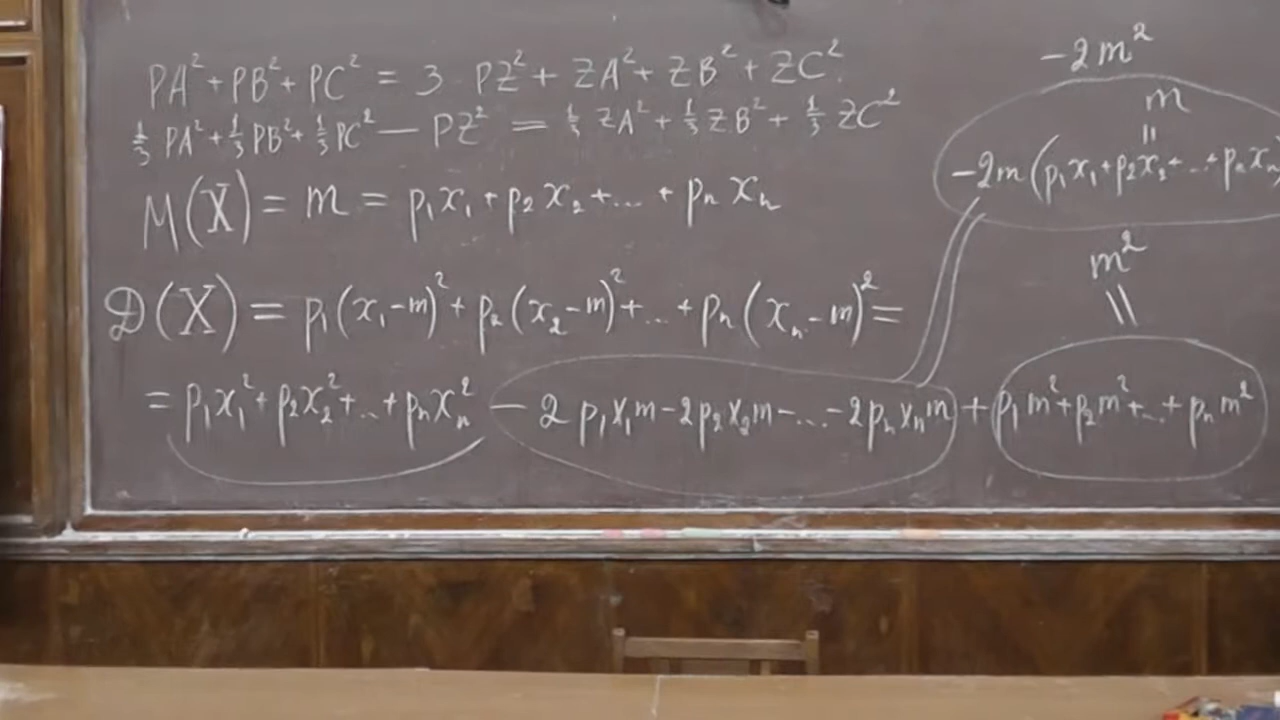 PA² + PB² + PC² = 3 PZ² + ZA² + ZB² + ZC².
⅓ PA² + ⅓ PB² + ⅓ PC² — PZ² = ⅓ ZA² + ⅓ ZB² + ⅓ ZC²
M(X) = m = p₁x₁ + p₂x₂ + ... + pₙ xₙ
D(X) = p₁(x₁-m)² + p₂(x₂-m)² + ... + pₙ(xₙ-m)² =
= p₁x₁² + p₂x₂² + ... + pₙxₙ² - 2p₁x₁m - 2p₂x₂m - ... - 2pₙxₙm + p₁m² + p₂m² + ... + pₙm²
-2m²
m
||
-2m(p₁x₁ + p₂x₂ + ... + pₙxₙ
m²
||